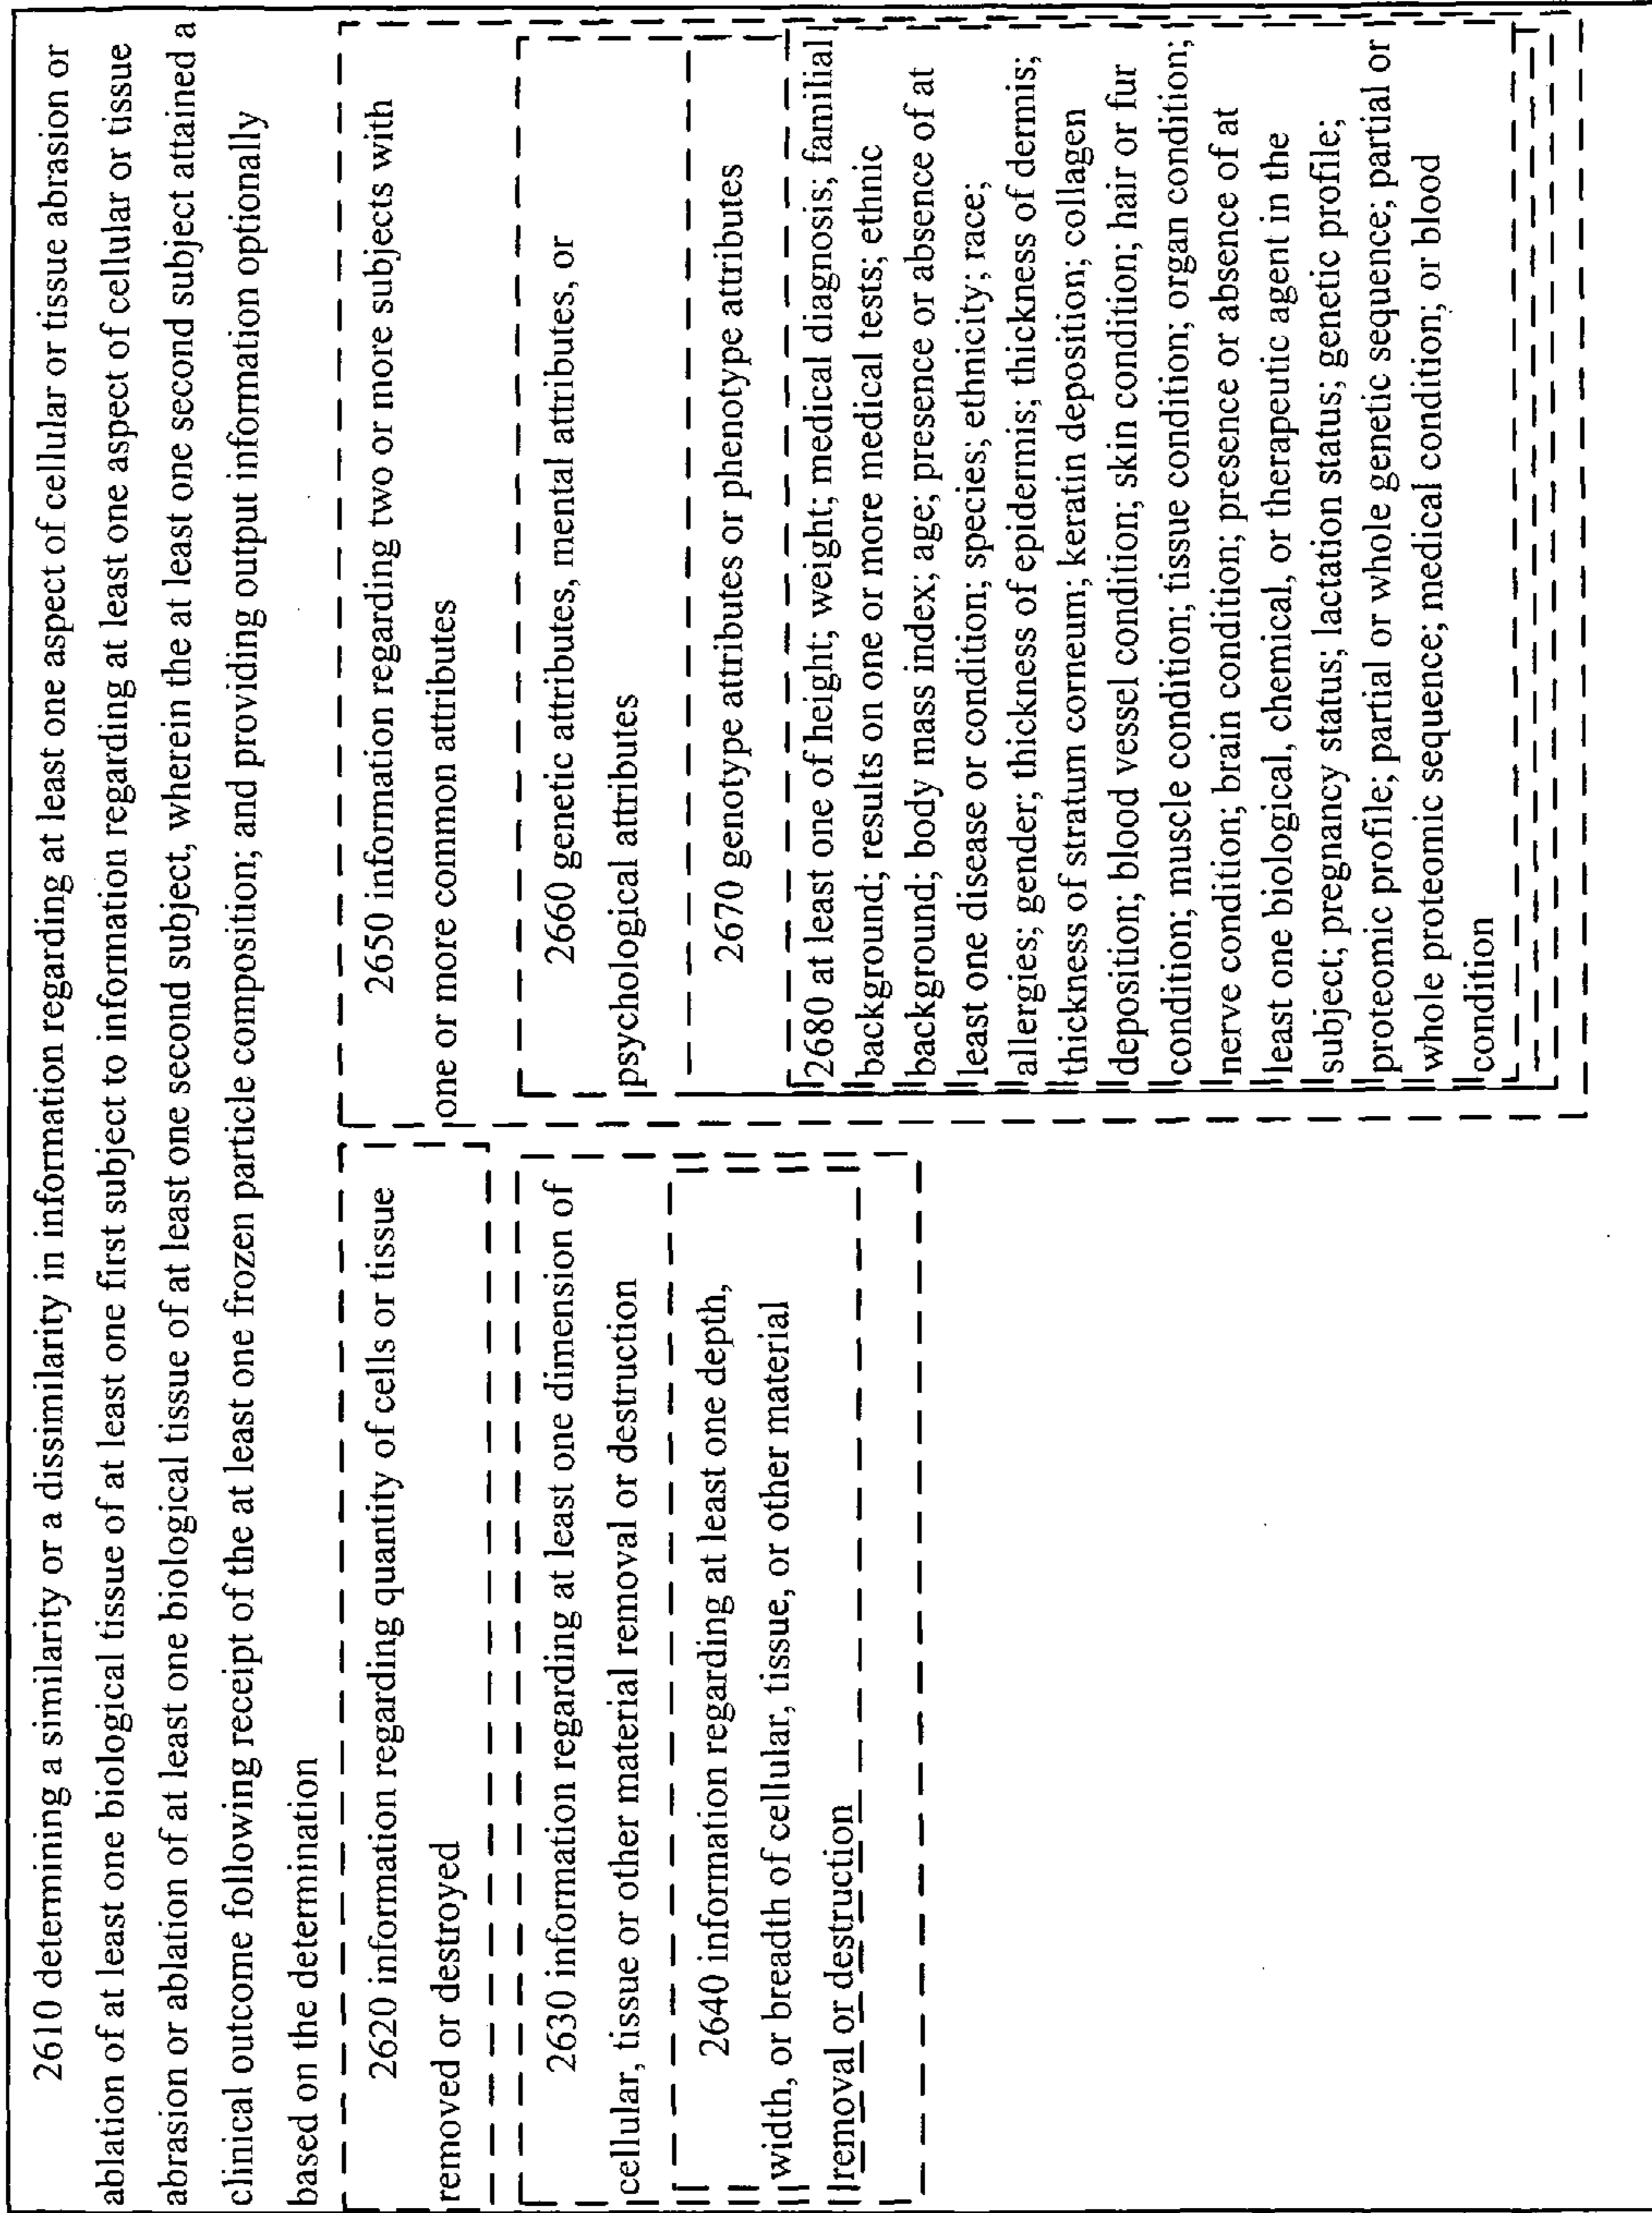 2610 determining a similarity or a dissimilarity in information regarding at least one aspect of cellular or tissue abrasion or
ablation of at least one biological tissue of at least one first subject to information regarding at least one aspect of cellular or tissue
abrasion or ablation of at least one biological tissue of at least one second subject, wherein the at least one second subject attained a
clinical outcome following receipt of the at least one frozen particle composition; and providing output information optionally
based on the determination
2620 information regarding quantity of cells or tissue
removed or destroyed
2630 information regarding at least one dimension of
cellular, tissue or other material removal or destruction
2640 information regarding at least one depth,
width, or breadth of cellular, tissue, or other material
removal or destruction
2650 information regarding two or more subjects with
one or more common attributes
2660 genetic attributes, mental attributes, or
psychological attributes
2670 genotype attributes or phenotype attributes
2680 at least one of height; weight; medical diagnosis; familial
background; results on one or more medical tests; ethnic
background; body mass index; age; presence or absence of at
least one disease or condition; species; ethnicity; race;
allergies; gender; thickness of epidermis; thickness of dermis;
thickness of stratum corneum; keratin deposition; collagen
deposition; blood vessel condition; skin condition; hair or fur
condition; muscle condition; tissue condition; organ condition;
nerve condition; brain condition; presence or absence of at
least one biological, chemical, or therapeutic agent in the
subject; pregnancy status; lactation status; genetic profile;
proteomic profile; partial or whole genetic sequence; partial or
whole proteomic sequence; medical condition; or blood
condition